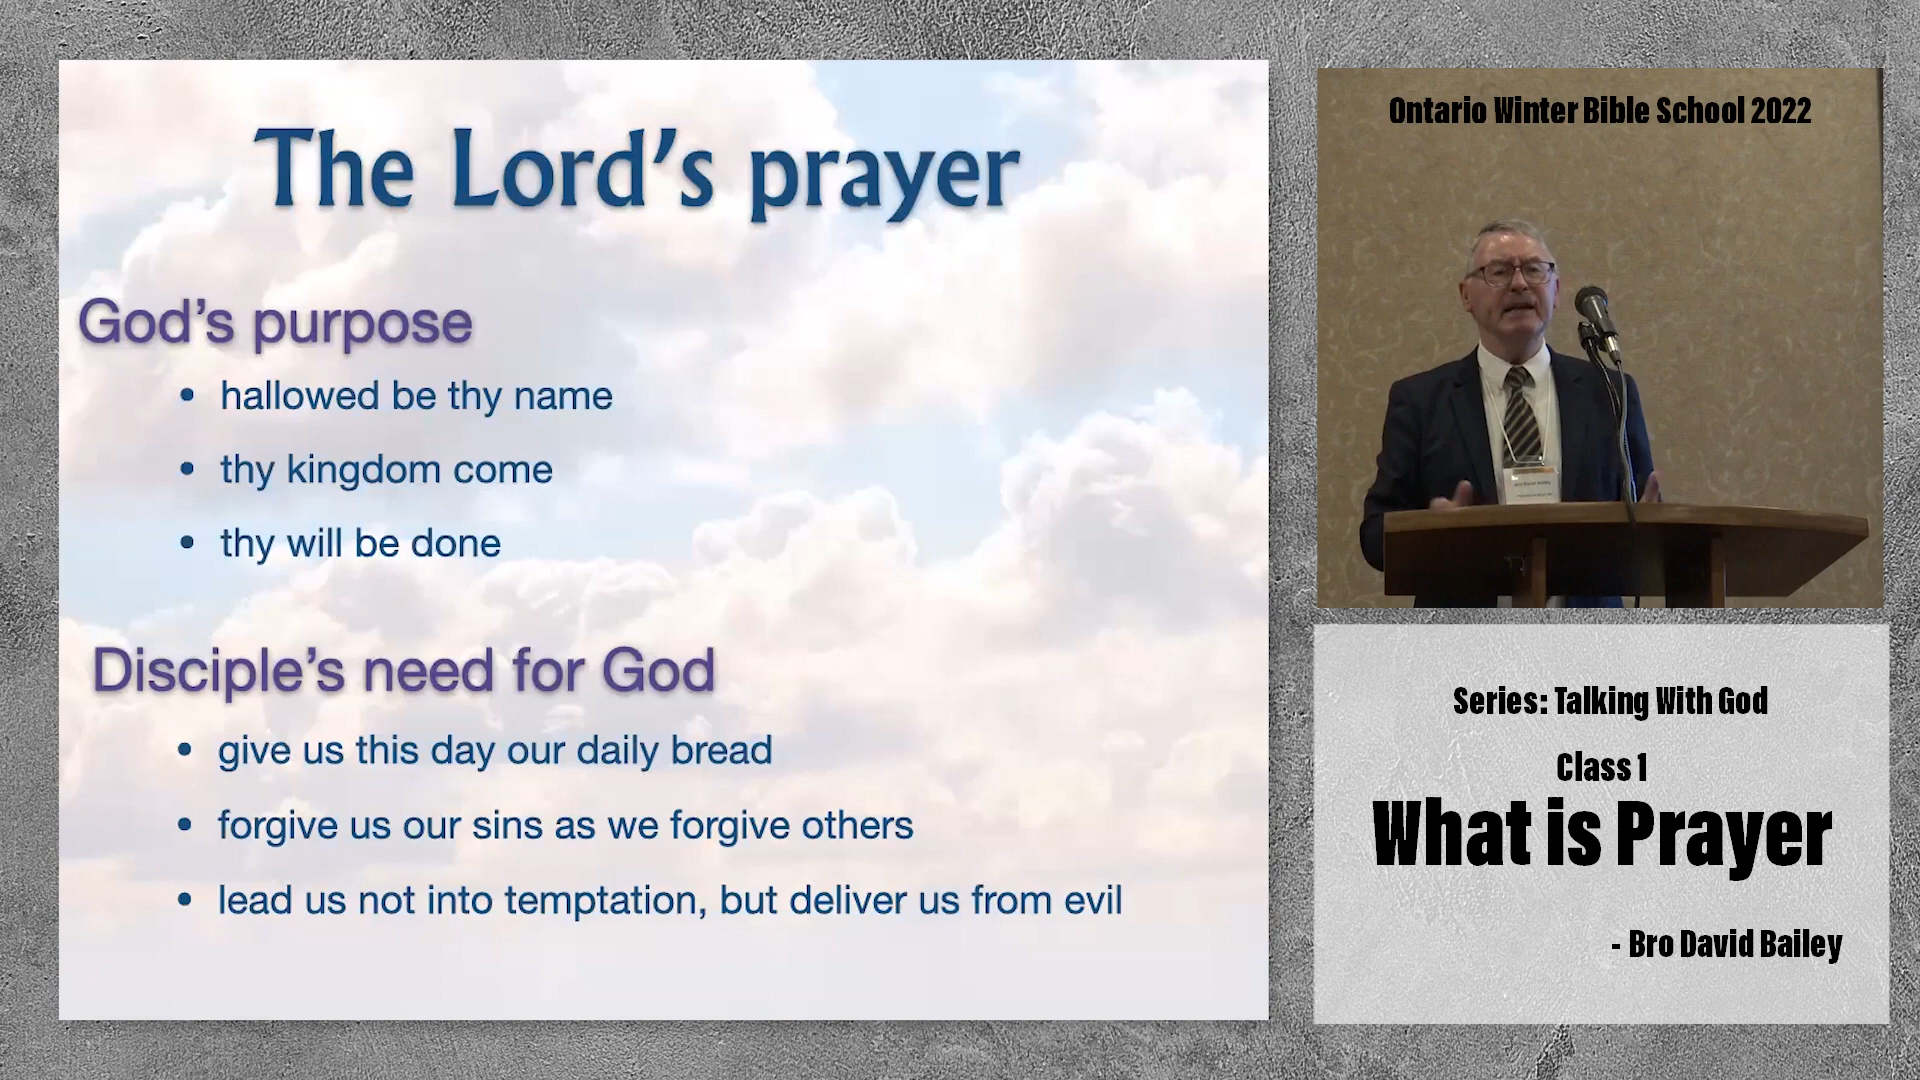 The Lord's prayer
God's purpose
• hallowed be thy name
• thy kingdom come
• thy will be done
Disciple's need for God
• give us this day our daily bread
• forgive us our sins as we forgive others
• lead us not into temptation, but deliver us from evil
Ontario Winter Bible School 2022
Series: Talking With God
Class 1
What is Prayer
- Bro David Bailey